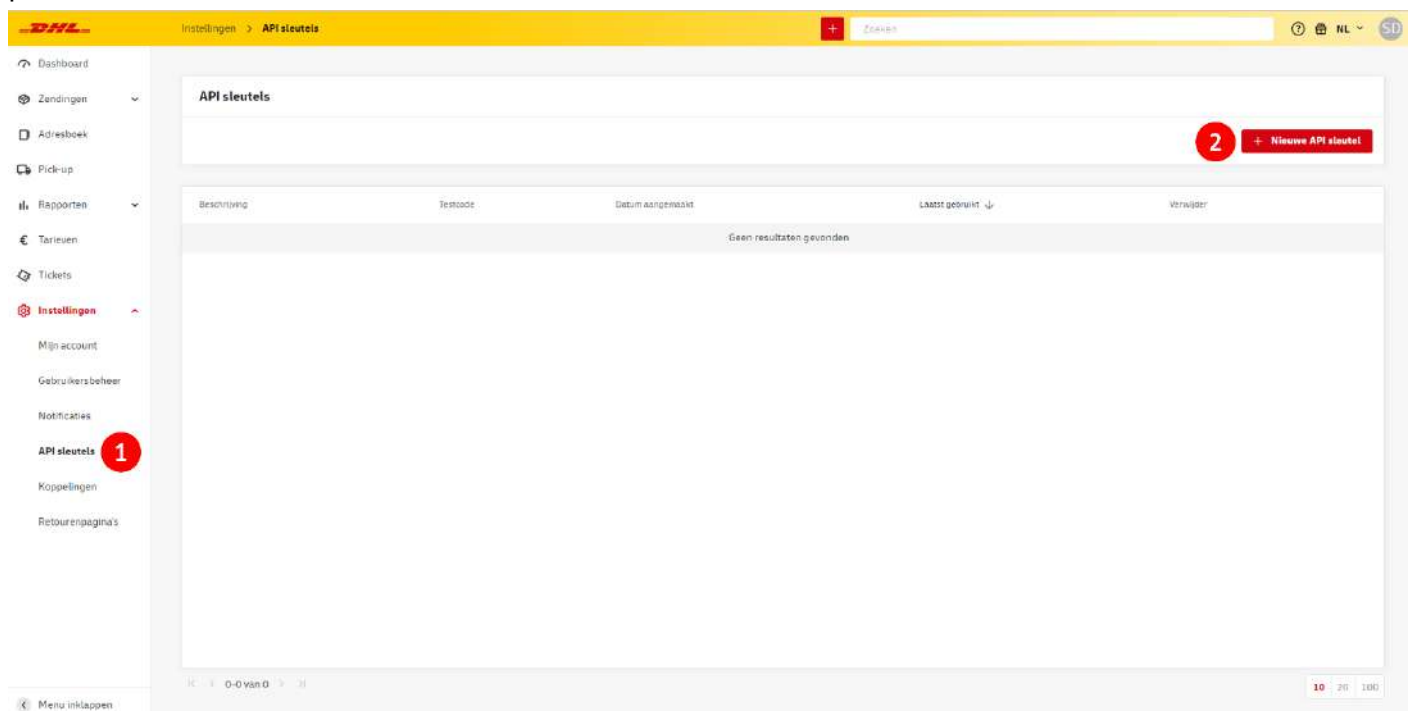 DHL
Instellingen > API sleutels
+
Zoeken
NL
SD
Dashboard
Zendingen
Adresboek
Pick-up
Rapporten
€ Tarieven
Tickets
Instellingen
Mijn account
Gebruikersbeheer
Notificaties
API sleutels 1
Koppelingen
Retourenpagina's
Menu inklappen
API sleutels
2 + Nieuwe API sleutel
Beschrijving Testcode Datum aangemaakt Laatst gebruikt Verwijder
Geen resultaten gevonden
0-0 van 0
10 20 100